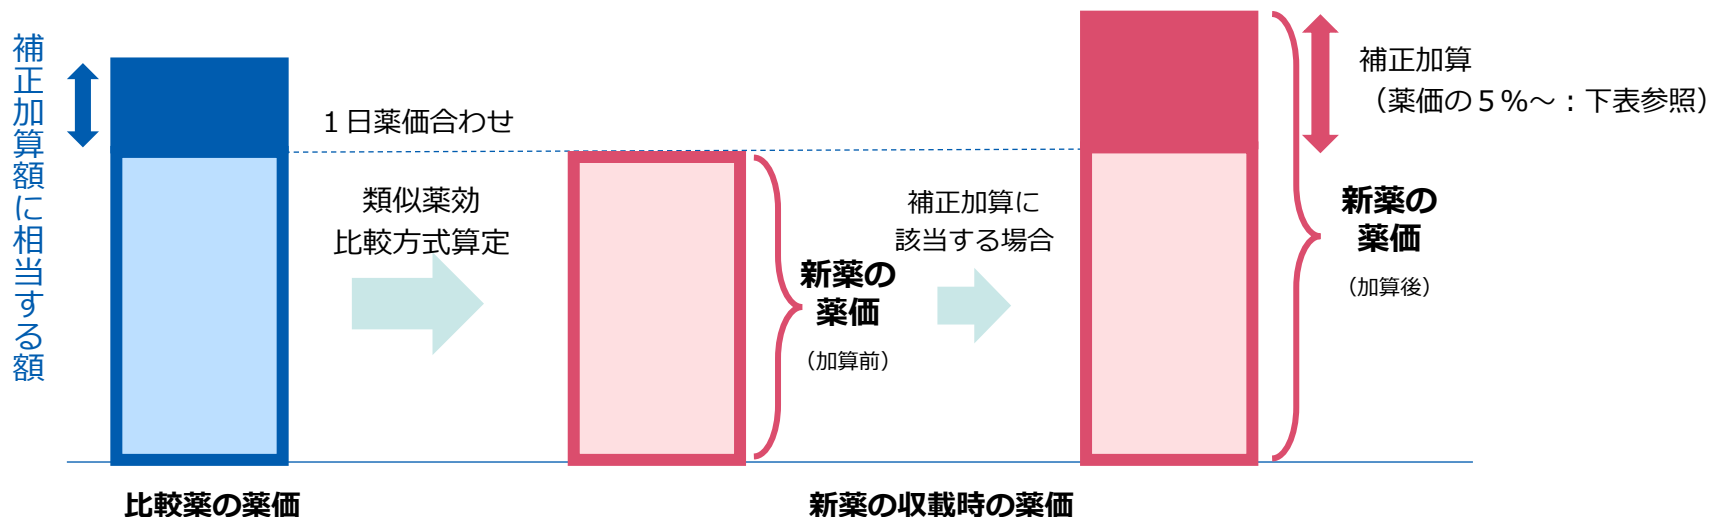 補正加算額に相当する額
１日薬価合わせ
類似薬効
比較方式算定
新薬の
薬価
（加算前）
補正加算に
該当する場合
補正加算
（薬価の５%～：下表参照）
新薬の
薬価
（加算後）
比較薬の薬価
新薬の収載時の薬価